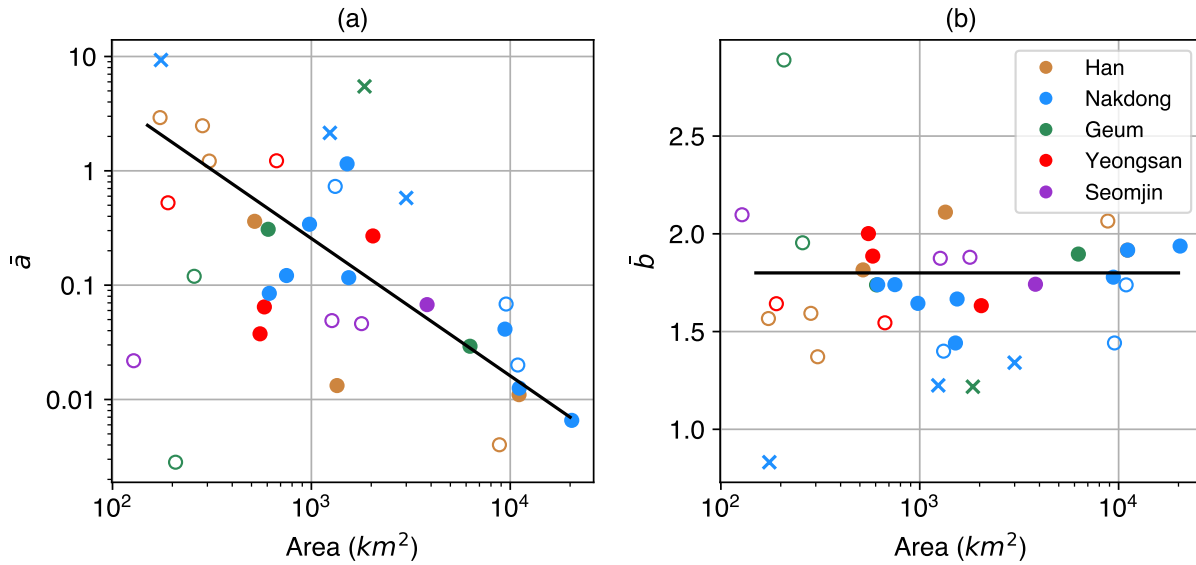 (a)
10
1
0.1
0.01
ā
10² 10³ 10⁴
Area (km²)
(b)
2.5
2.0
1.5
1.0
b̄
10² 10³ 10⁴
Area (km²)
Han
Nakdong
Geum
Yeongsan
Seomjin